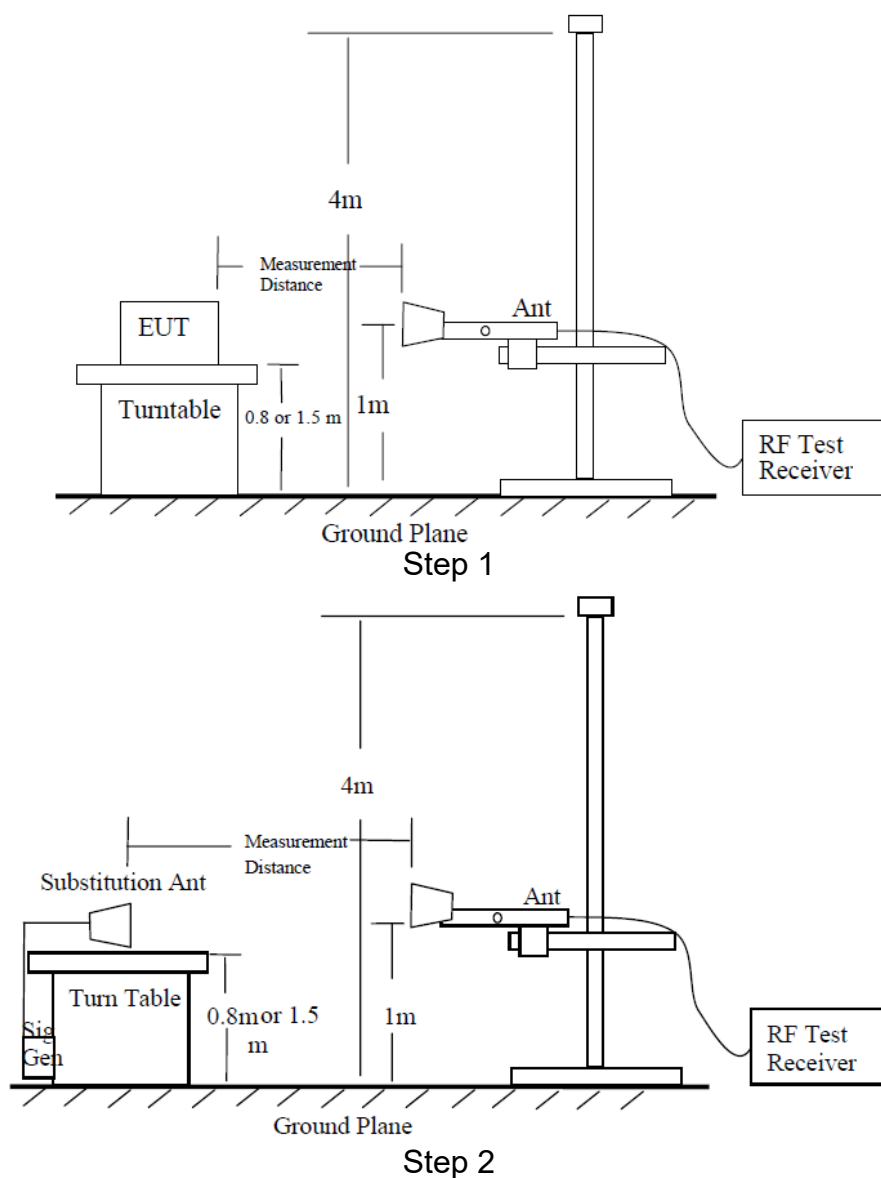 4m
Measurement
Distance
EUT
Ant
Turntable
0.8 or 1.5 m
1m
RF Test
Receiver
Ground Plane
Step 1
4m
Measurement
Distance
Substitution Ant
Ant
Turn Table
0.8m or 1.5
m
1m
Sig
Gen
RF Test
Receiver
Ground Plane
Step 2